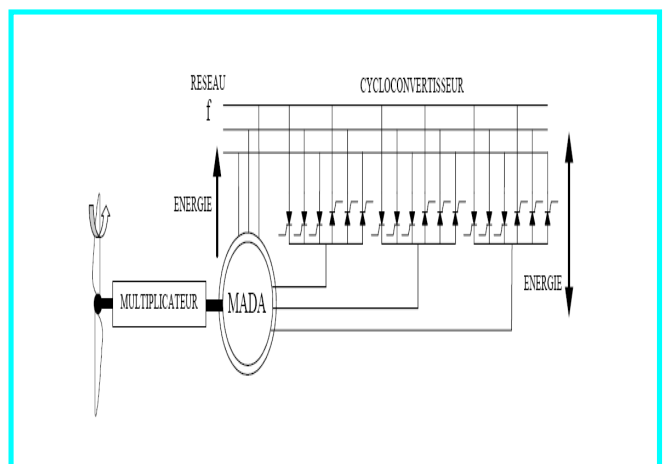 RESEAU
f
CYCLOCONVERTISSEUR
ENERGIE
MULTIPLICATEUR
MADA
ENERGIE